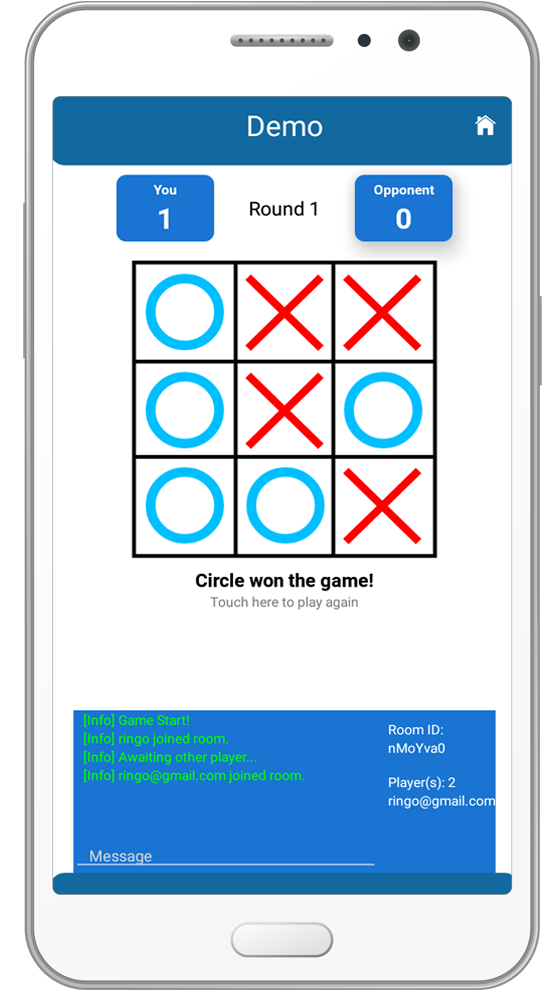 Demo
You
1
Round 1
Opponent
0
Circle won the game!
Touch here to play again
[Info] Game Start!
[Info] ringo joined room.
[Info] Awaiting other player...
[Info] ringo@gmail.com joined room.
Message
Room ID:
nMoYva0
Player(s): 2
ringo@gmail.com